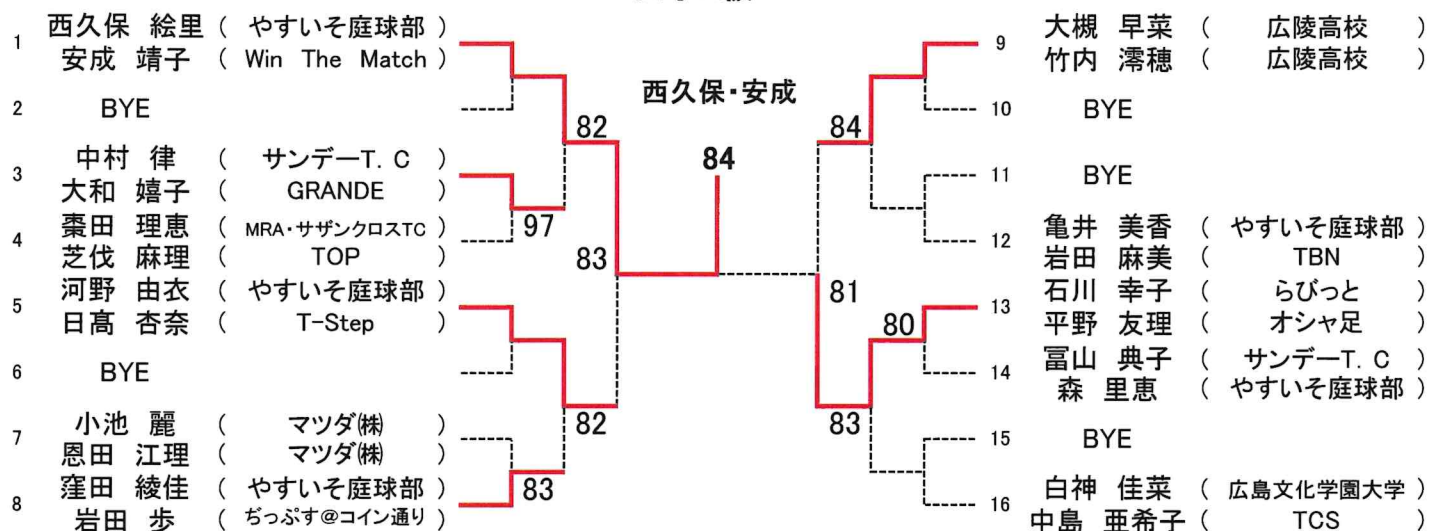 1
西久保 絵里 ( やすいそ庭球部 )
安成 靖子 ( Win The Match )
2 BYE
3
中村 律 ( サンデーT. C )
大和 嬉子 ( GRANDE )
4
棗田 理恵 ( MRA・サザンクロスTC )
芝伐 麻理 ( TOP )
5
河野 由衣 ( やすいそ庭球部 )
日髙 杏奈 ( T-Step )
6 BYE
7
小池 麗 ( マツダ㈱ )
恩田 江理 ( マツダ㈱ )
8
窪田 綾佳 ( やすいそ庭球部 )
岩田 歩 ( ぢっぷす@コイン通り )
82
97
83
82
83
西久保・安成
84
84
81
80
83
9
大槻 早菜 ( 広陵高校 )
竹内 澪穂 ( 広陵高校 )
10 BYE
11 BYE
12
亀井 美香 ( やすいそ庭球部 )
岩田 麻美 ( TBN )
13
石川 幸子 ( らびっと )
平野 友理 ( オシャ足 )
14
冨山 典子 ( サンデーT. C )
森 里恵 ( やすいそ庭球部 )
15 BYE
16
白神 佳菜 ( 広島文化学園大学 )
中島 亜希子 ( TCS )